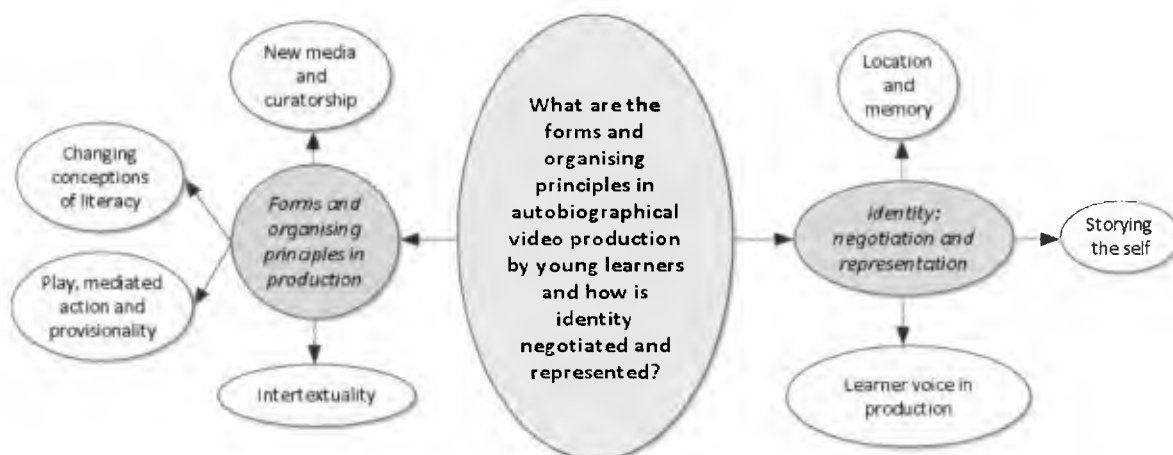 New media
and
curatorship
Changing
conceptions
of literacy
Forms and
organising
principles in
production
Play, mediated
action and
provisionality
Intertextuality
What are the
forms and
organising
principles in
autobiographical
video production
by young learners
and how is
identity
negotiated and
represented?
Location
and
memory
Identity:
negotiation and
representation
Storying
the self
Learner voice in
production